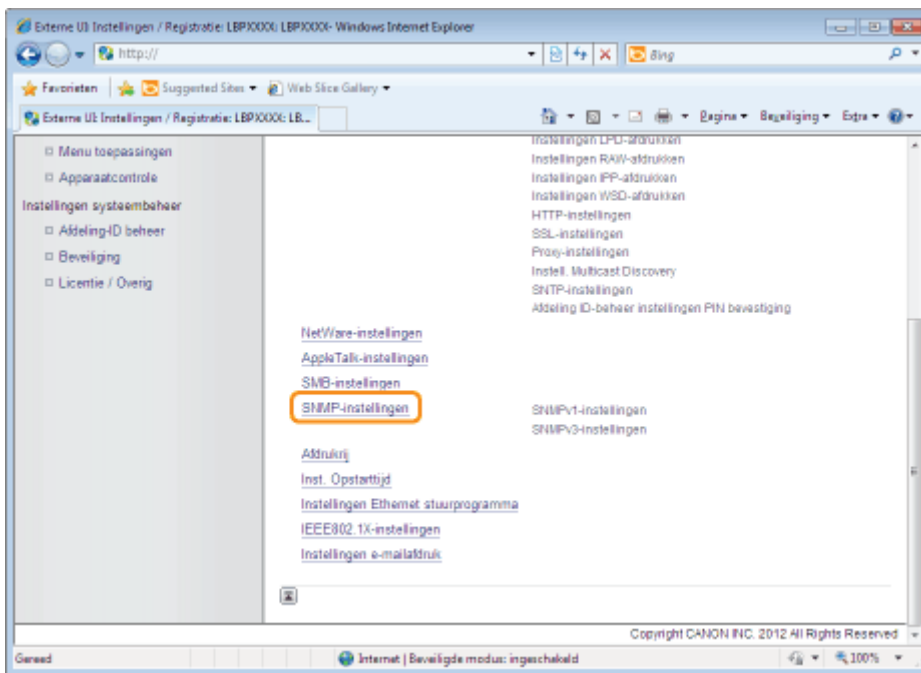 Externe UI: Instellingen / Registratie: LBPXXXX: LBPXXXX- Windows Internet Explorer
http://
Bing
Favorieten
Suggested Sites
Web Slice Gallery
Externe UI: Instellingen / Registratie: LBPXXXX: LB...
Pagina
Beveiliging
Extra
Menu toepassingen
Apparaatcontrole
Instellingen systeembeheer
Afdeling-ID beheer
Beveiliging
Licentie / Overig
Instellingen LPD-afdrukken
Instellingen RAW-afdrukken
Instellingen IPP-afdrukken
Instellingen WSD-afdrukken
HTTP-instellingen
SSL-instellingen
Proxy-instellingen
Instell. Multicast Discovery
SNTP-instellingen
Afdeling ID-beheer instellingen PIN bevestiging
NetWare-instellingen
AppleTalk-instellingen
SMB-instellingen
SNMP-instellingen
SNMPv1-instellingen
SNMPv3-instellingen
Afdrukrij
Inst. Opstarttijd
Instellingen Ethernet stuurprogramma
IEEE802.1X-instellingen
Instellingen e-mailafdruk
Copyright CANON INC. 2012 All Rights Reserved
Gereed
Internet | Beveiligde modus: ingeschakeld
100%